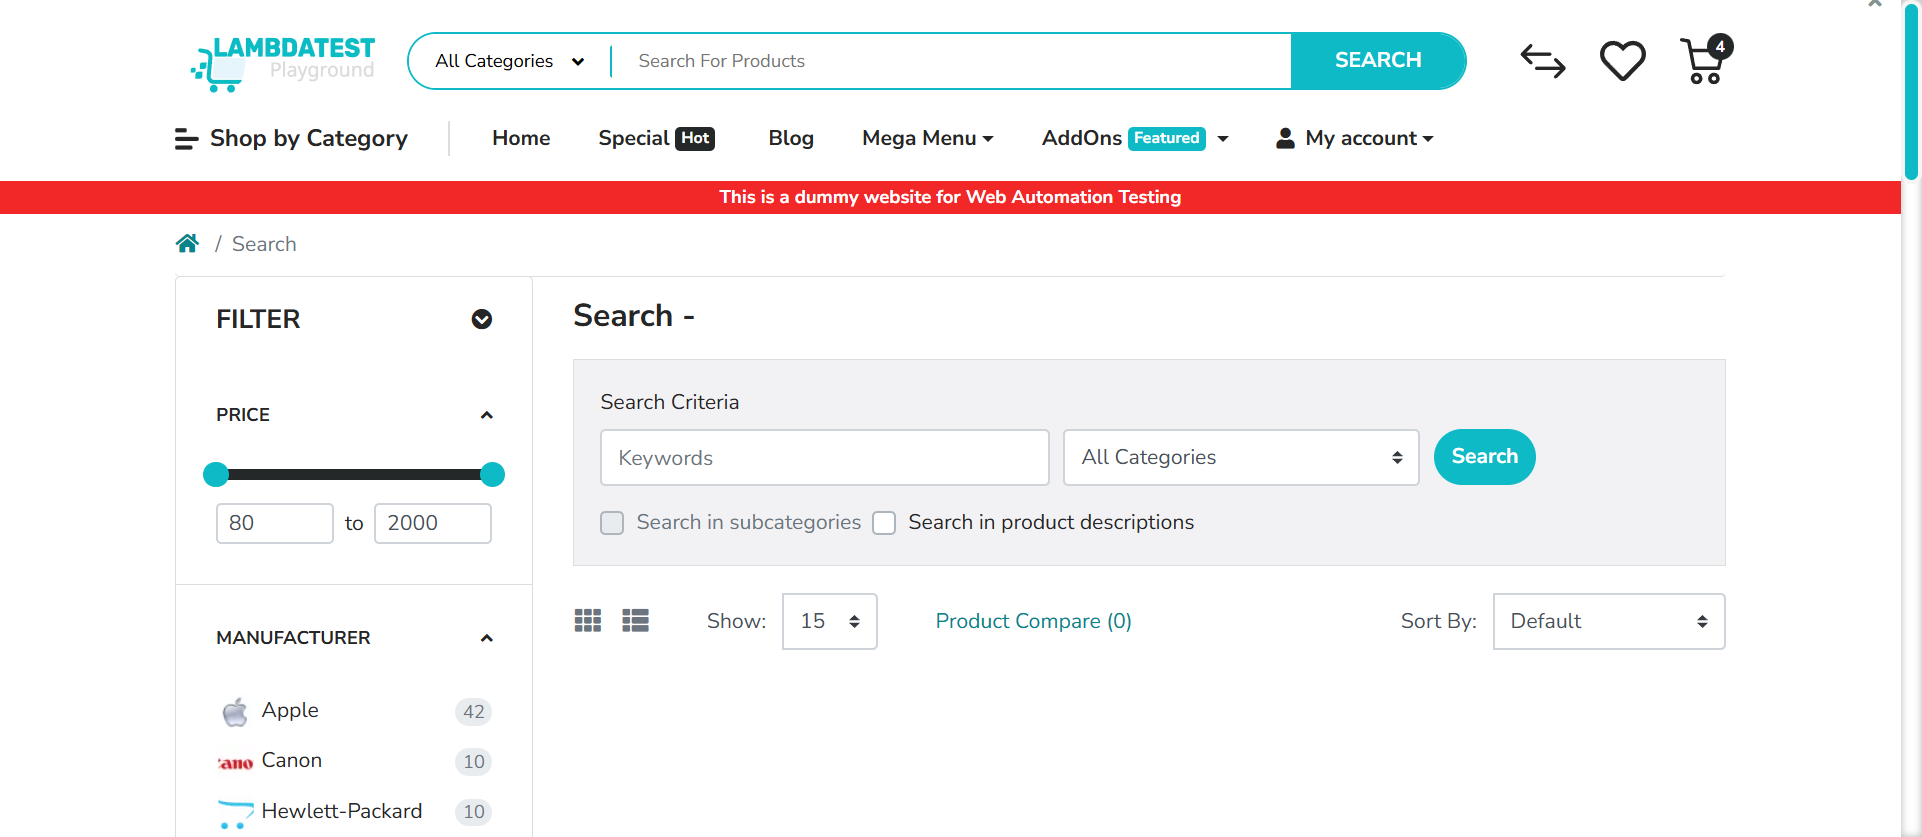 LAMBDATEST
Playground
All Categories
Search For Products
SEARCH
4
Shop by Category
Home
Special Hot
Blog
Mega Menu
AddOns Featured
My account
This is a dummy website for Web Automation Testing
/ Search
FILTER
PRICE
80 to 2000
MANUFACTURER
Apple 42
Canon 10
Hewlett-Packard 10
Search -
Search Criteria
Keywords
All Categories
Search
Search in subcategories
Search in product descriptions
Show: 15
Product Compare (0)
Sort By: Default